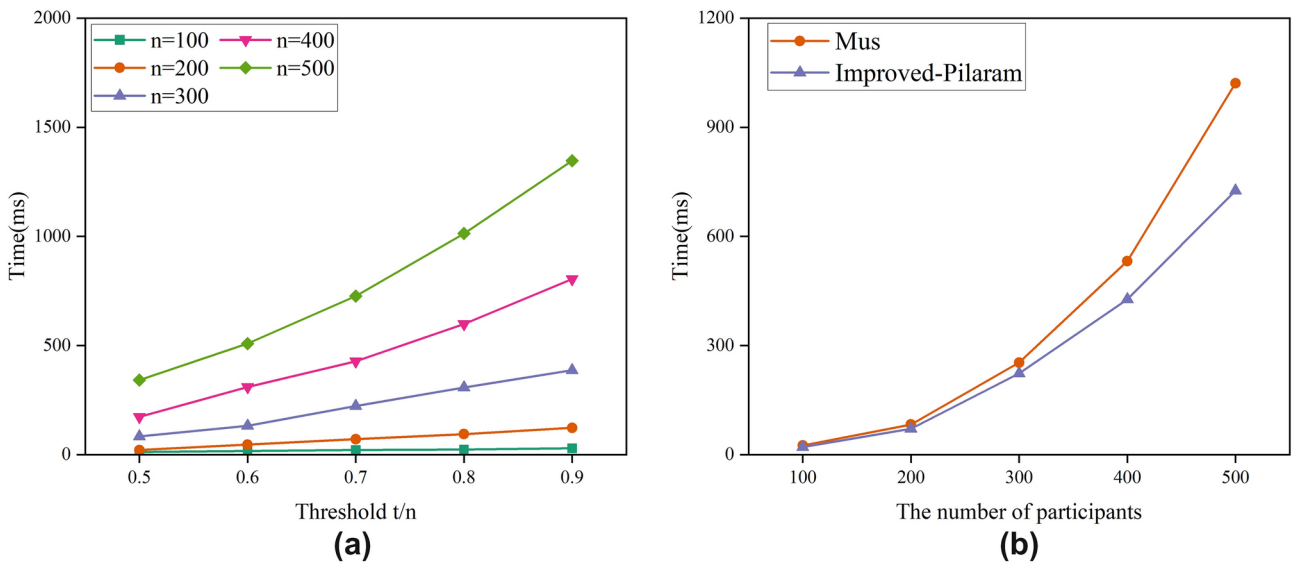 2000
1500
1000
500
0
Time(ms)
n=100 n=400
n=200 n=500
n=300
0.5 0.6 0.7 0.8 0.9
Threshold t/n
(a)
1200
900
600
300
0
Time(ms)
Mus
Improved-Pilaram
100 200 300 400 500
The number of participants
(b)